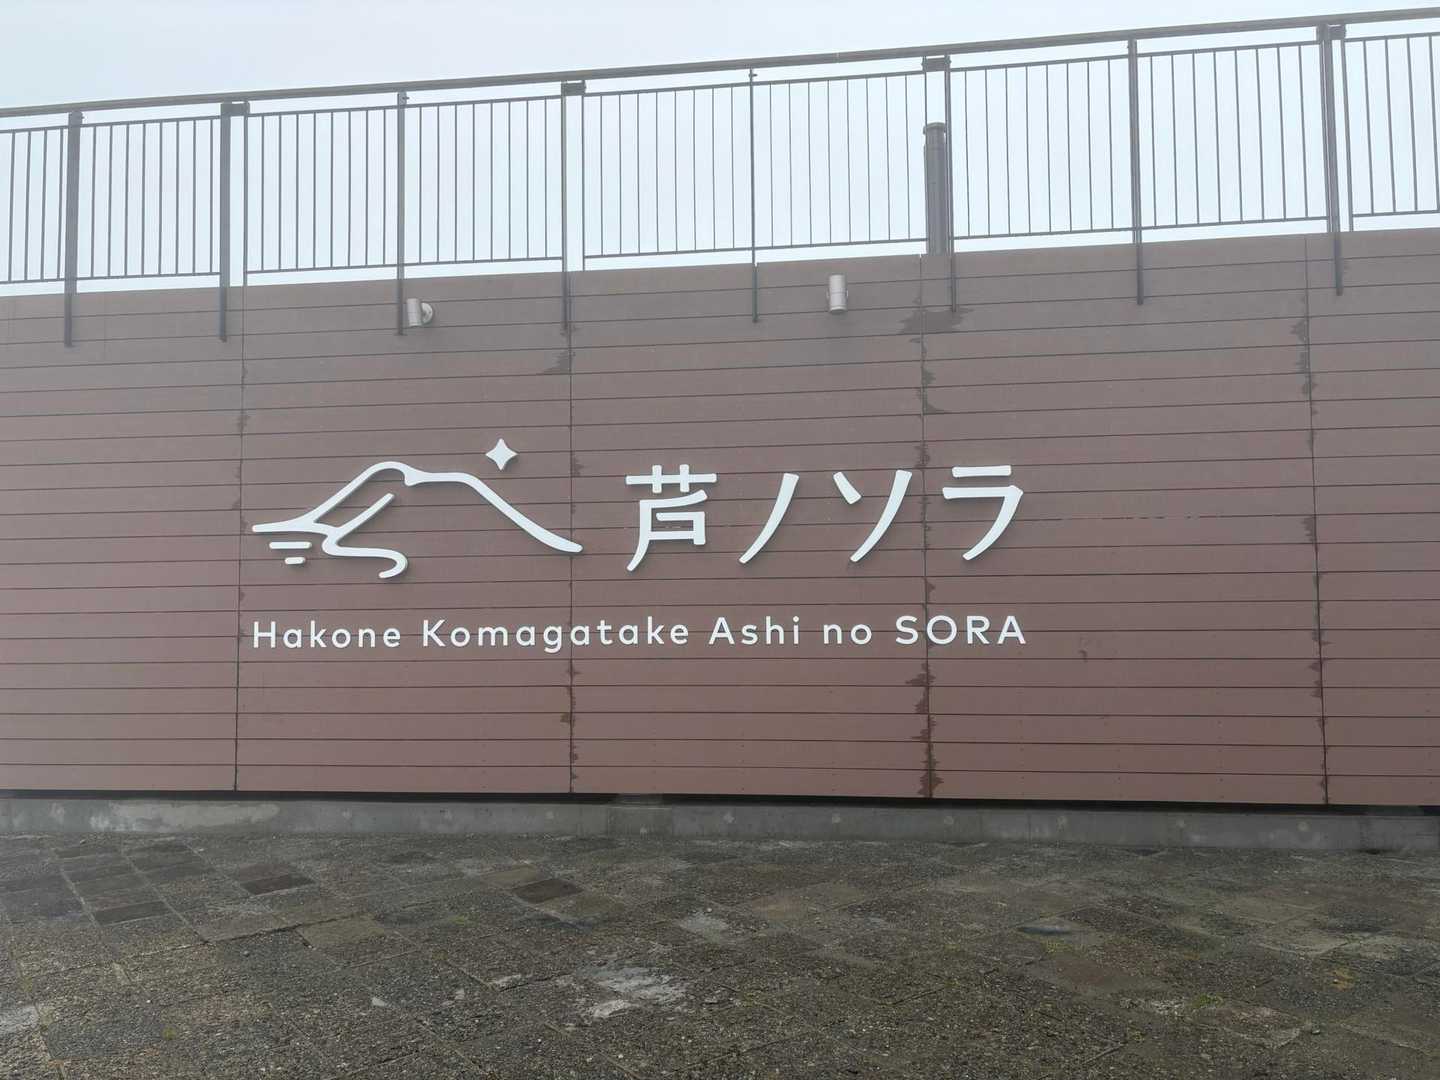 芦ノソラ
Hakone Komagatake Ashi no SORA